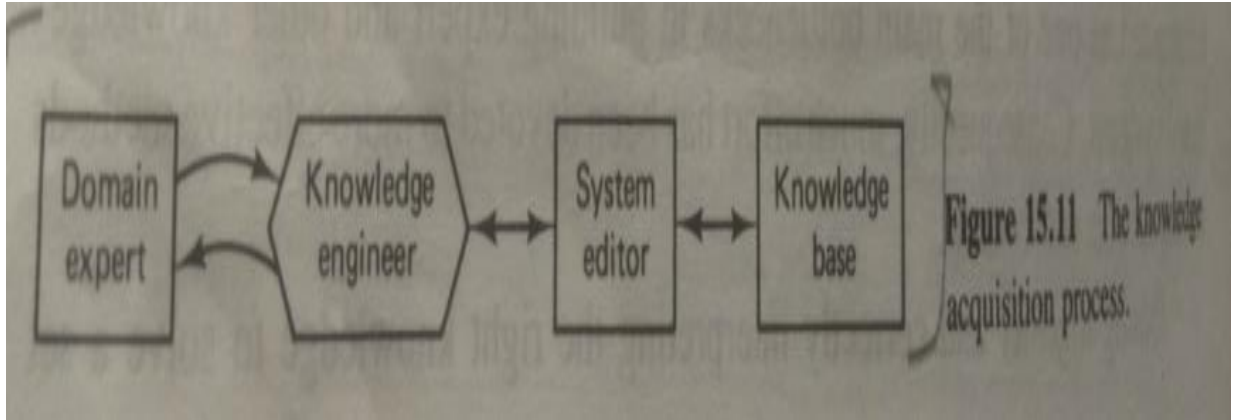 Domain
expert
Knowledge
engineer
System
editor
Knowledge
base
Figure 15.11 The knowledge
acquisition process.